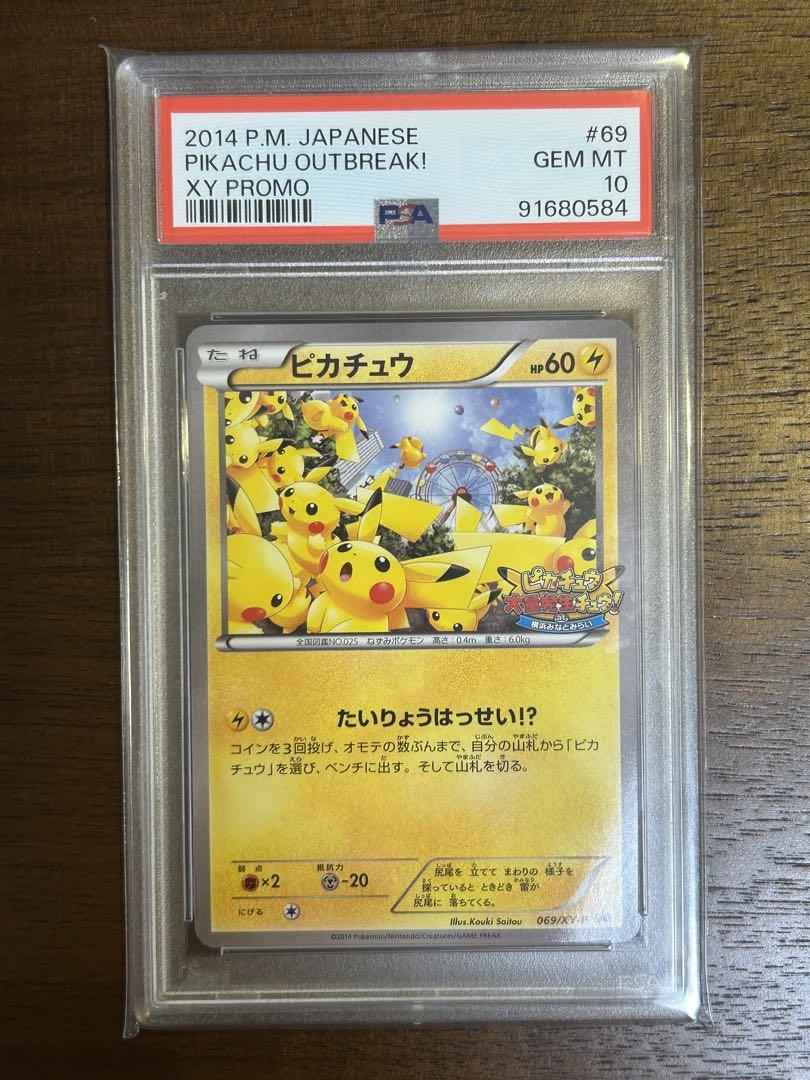 2014 P.M. JAPANESE #69
PIKACHU OUTBREAK! GEM MT
XY PROMO 10
PSA 91680584
たね ピカチュウ HP60
ピカチュウ
大量発生チュウ!
at
横浜みなとみらい
全国図鑑NO.025 ねずみポケモン 高さ:0.4m 重さ:6.0kg
たいりょうはっせい!?
コインを3回投げ、オモテの数ぶんまで、自分の山札から「ピカ
チュウ」を選び、ベンチに出す。そして山札を切る。
弱点 抵抗力
×2 -20
にげる
尻尾を 立てて まわりの 様子を
探っていると ときどき 雷が
尻尾に 落ちてくる。
Illus.Kouki Saitou 069/XY-P
©2014 Pokémon/Nintendo/Creatures/GAME FREAK.
PSA